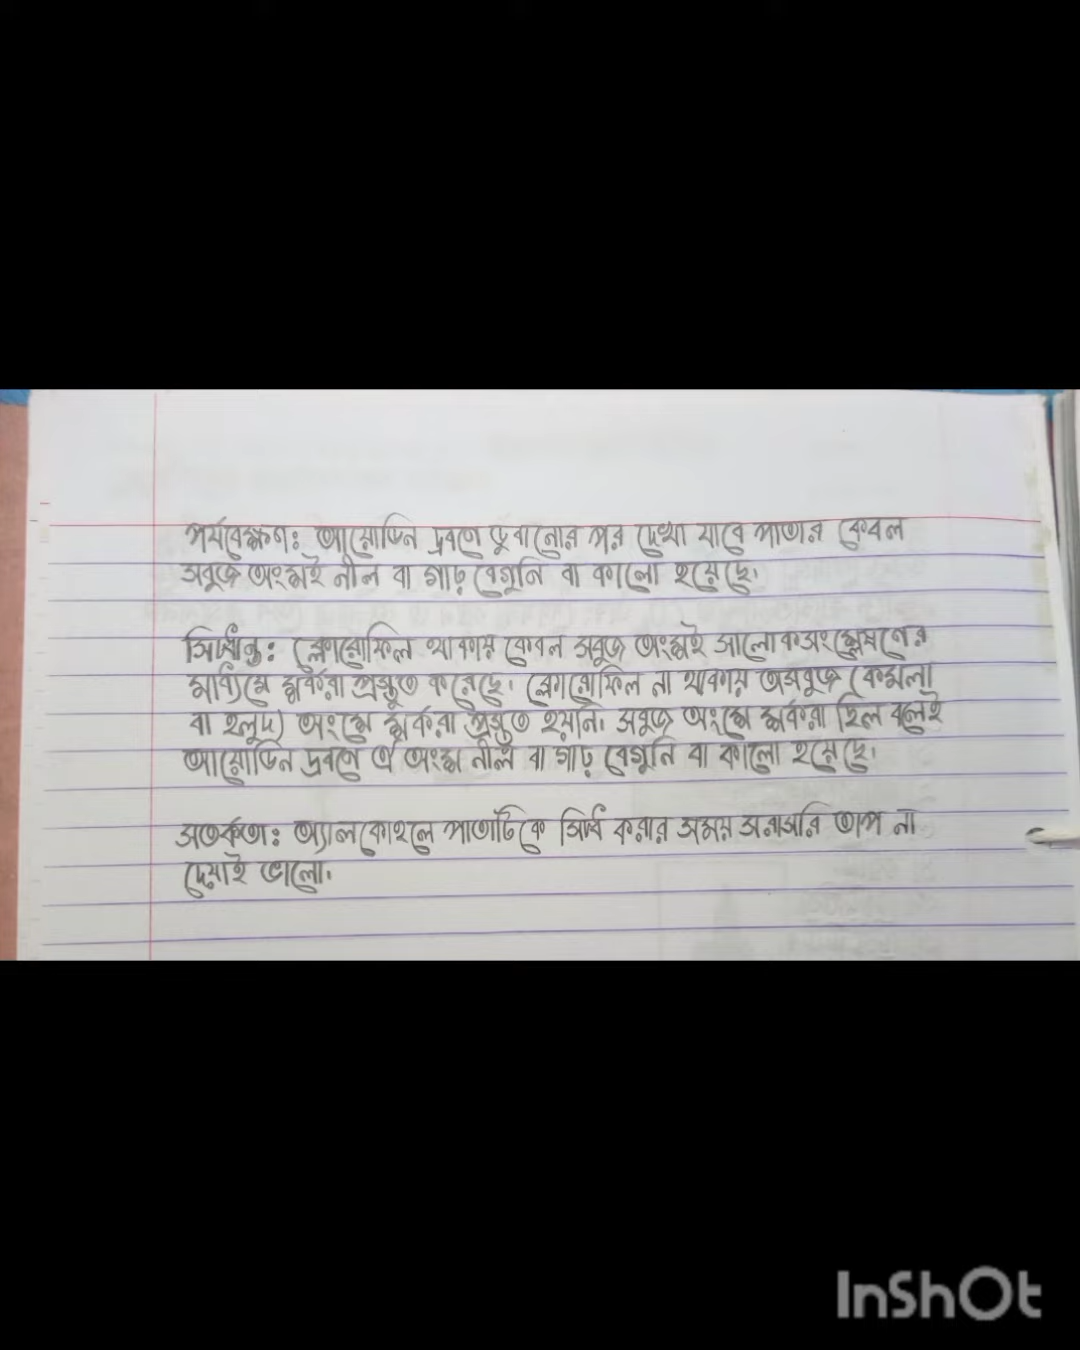 পর্যবেক্ষণ: আয়োডিন দ্রবণে ডুবানোর পর দেখা যাবে পাতার কেবল
সবুজ অংশই নীল বা গাঢ় বেগুনি বা কালো হয়েছে।
সিদ্ধান্ত: ক্লোরোফিল থাকায় কেবল সবুজ অংশই সালোকসংশ্লেষণের
মাধ্যমে শর্করা প্রস্তুত করেছে। ক্লোরোফিল না থাকায় অসবুজ (কমলা
বা হলুদ) অংশে শর্করা প্রস্তুত হয়নি। সবুজ অংশে শর্করা ছিল বলেই
আয়োডিন দ্রবণে ঐ অংশ নীল বা গাঢ় বেগুনি বা কালো হয়েছে।
সতর্কতা: অ্যালকোহলে পাতাটিকে সিদ্ধ করার সময় সরাসরি তাপ না
দেয়াই ভালো।
InShOt